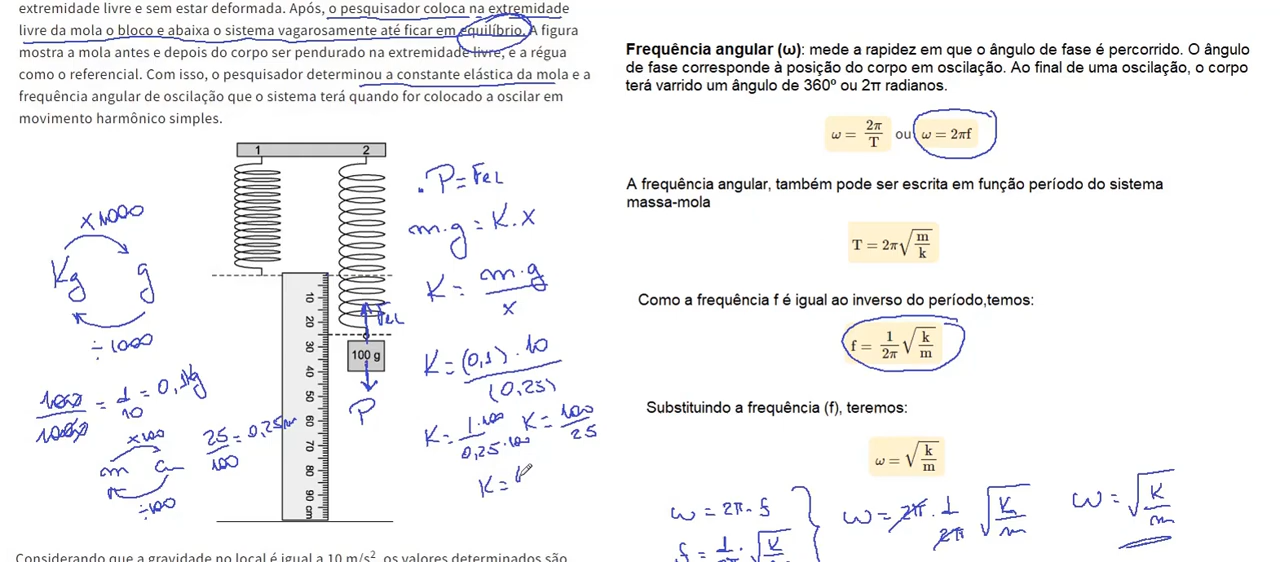 extremidade livre e sem estar deformada. Após, o pesquisador coloca na extremidade
livre da mola o bloco e abaixa o sistema vagarosamente até ficar em equilíbrio. A figura
mostra a mola antes e depois do corpo ser pendurado na extremidade livre, e a régua
como o referencial. Com isso, o pesquisador determinou a constante elástica da mola e a
frequência angular de oscilação que o sistema terá quando for colocado a oscilar em
movimento harmônico simples.
1 2
10
20
30
40
50
60
70
80
90
cm
100 g
x1000
Kg g
÷1000
100/1000 = 1/10 = 0,1Kg
x100
m cm
÷100
25/100 = 0,25m
FeL
P
. P = FeL
m.g = K.x
K = m.g/x
K = (0,1).10/(0,25)
K = 1.100/0,25.100 K = 100/25
K =
Considerando que a gravidade no local é igual a 10 m/s², os valores determinados são
Frequência angular (ω): mede a rapidez em que o ângulo de fase é percorrido. O ângulo
de fase corresponde à posição do corpo em oscilação. Ao final de uma oscilação, o corpo
terá varrido um ângulo de 360º ou 2π radianos.
ω = 2π/T ou ω = 2πf
A frequência angular, também pode ser escrita em função período do sistema
massa-mola
T = 2π√(m/k)
Como a frequência f é igual ao inverso do período,temos:
f = 1/2π √(k/m)
Substituindo a frequência (f), teremos:
ω = √(k/m)
ω = 2π.f
f = 1/2π . √(K/m)
ω = 2π . 1/2π √(K/m)
ω = √(K/m)